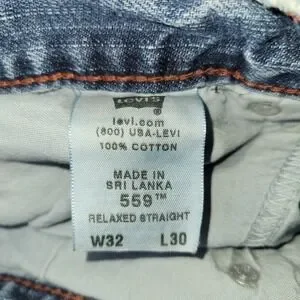 LEVI'S
levi.com
(800) USA-LEVI
100% COTTON
MADE IN
SRI LANKA
559™
RELAXED STRAIGHT
W32 L30